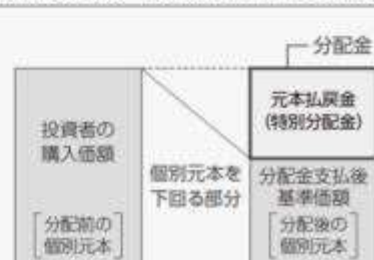 分配金
投資者の
購入価額
[分配前の
個別元本]
個別元本を
下回る部分
元本払戻金
(特別分配金)
分配金支払後
基準価額
[分配後の
個別元本]